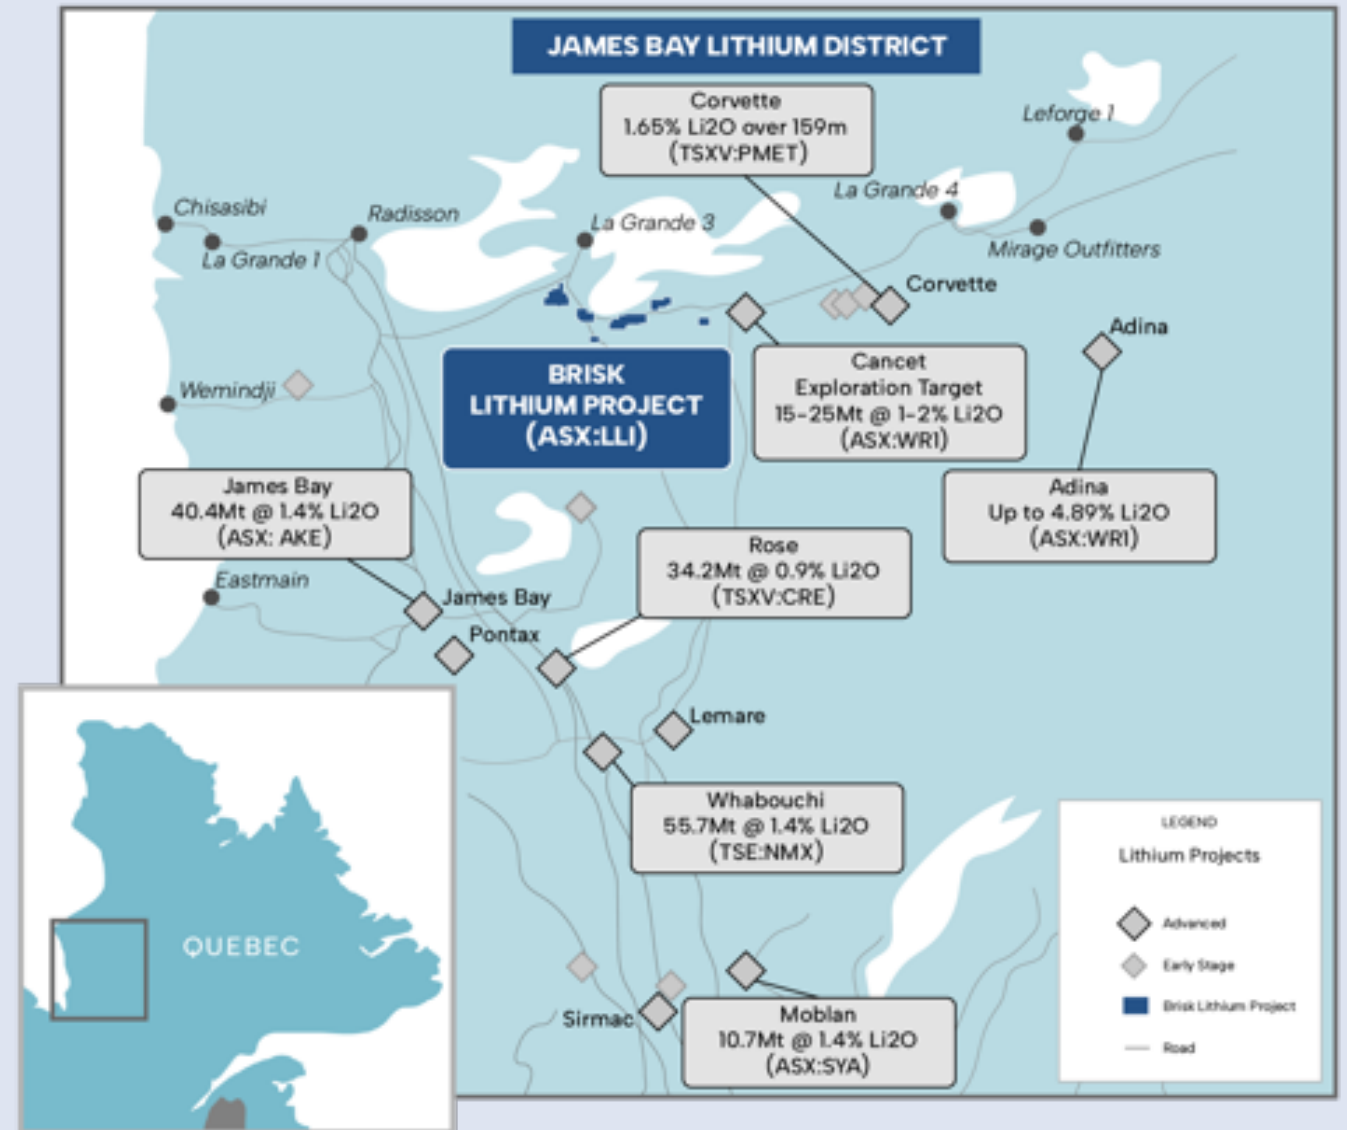 JAMES BAY LITHIUM DISTRICT
Corvette
1.65% Li2O over 159m
(TSXV:PMET)
Leforge 1
La Grande 4
Chisasibi
Radisson
La Grande 3
La Grande 1
Mirage Outfitters
Corvette
Adina
Wemindji
BRISK
LITHIUM PROJECT
(ASX:LLI)
Cancet
Exploration Target
15-25Mt @ 1-2% Li2O
(ASX:WR1)
James Bay
40.4Mt @ 1.4% Li2O
(ASX: AKE)
Adina
Up to 4.89% Li2O
(ASX:WR1)
Rose
34.2Mt @ 0.9% Li2O
(TSXV:CRE)
Eastmain
James Bay
Pontax
Lemare
Whabouchi
55.7Mt @ 1.4% Li2O
(TSE:NMX)
QUEBEC
Sirmac
Moblan
10.7Mt @ 1.4% Li2O
(ASX:SYA)
LEGEND
Lithium Projects
Advanced
Early Stage
Brisk Lithium Project
Road